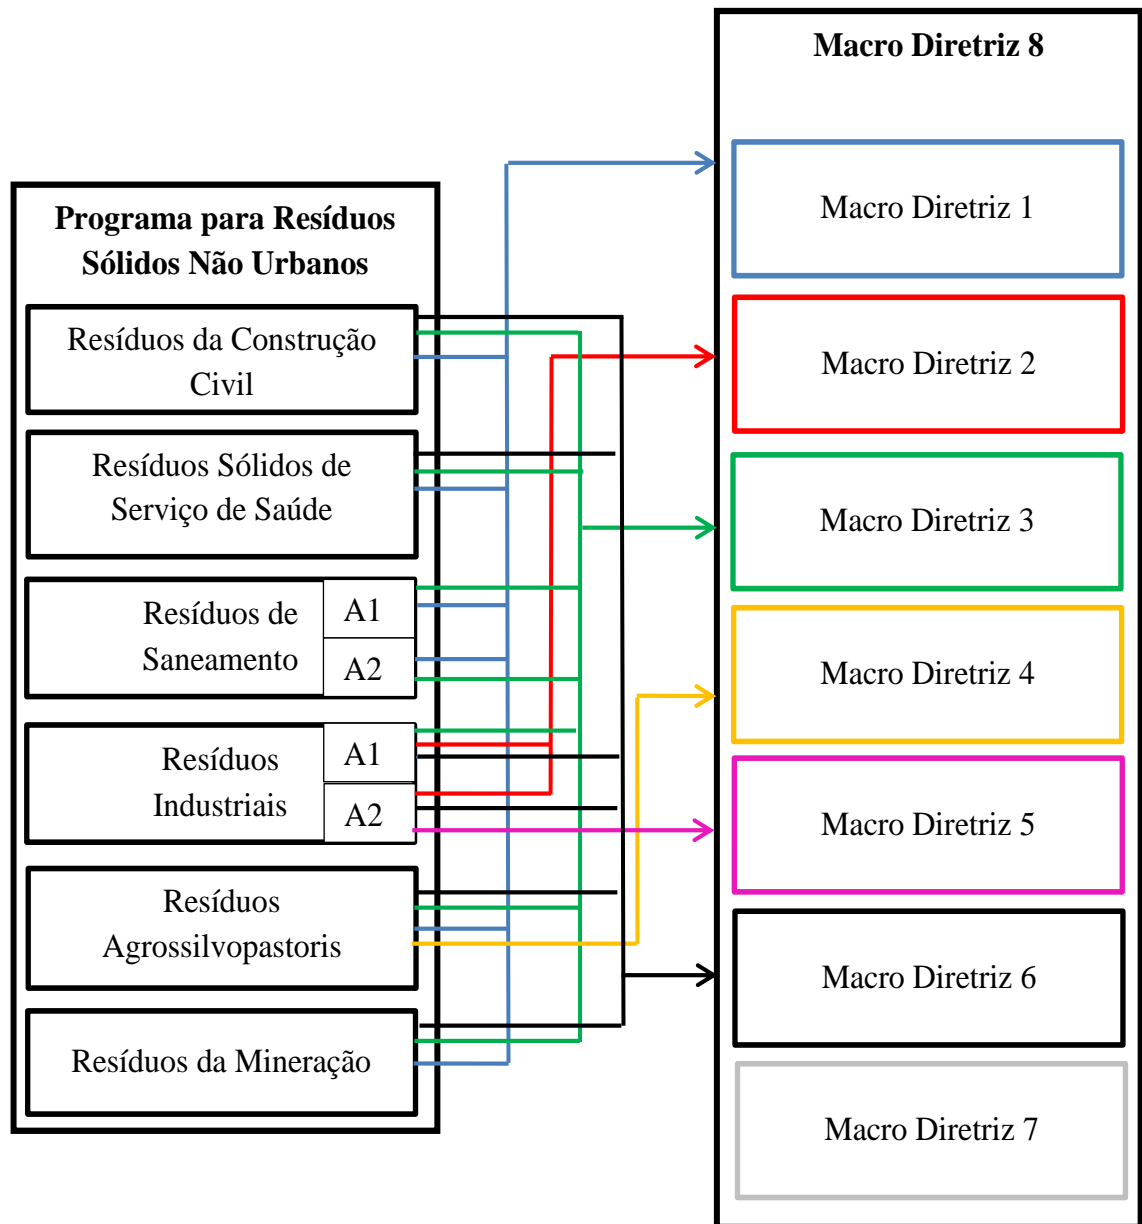 Programa para Resíduos
Sólidos Não Urbanos
Resíduos da Construção
Civil
Resíduos Sólidos de
Serviço de Saúde
Resíduos de
Saneamento
A1
A2
Resíduos
Industriais
A1
A2
Resíduos
Agrossilvopastoris
Resíduos da Mineração
Macro Diretriz 8
Macro Diretriz 1
Macro Diretriz 2
Macro Diretriz 3
Macro Diretriz 4
Macro Diretriz 5
Macro Diretriz 6
Macro Diretriz 7